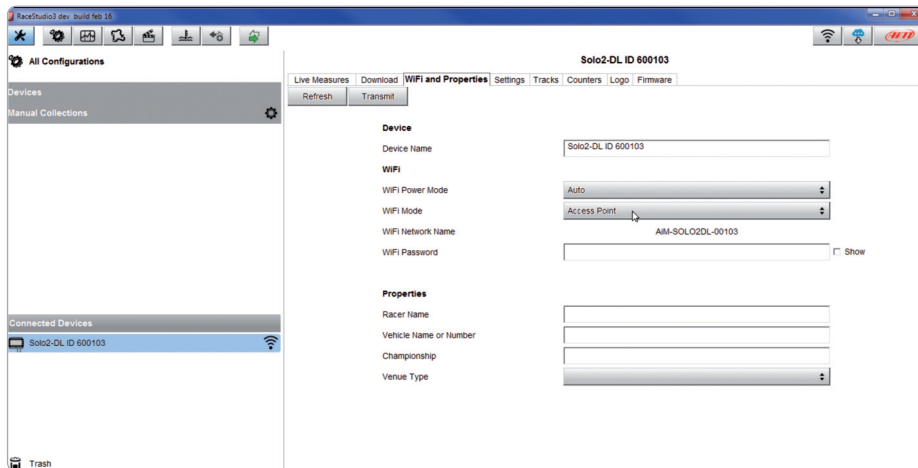 RaceStudio3 dev build feb 16
AiM
All Configurations
Devices
Manual Collections
Connected Devices
Solo2-DL ID 600103
Trash
Solo2-DL ID 600103
Live Measures Download WiFi and Properties Settings Tracks Counters Logo Firmware
Refresh Transmit
Device
Device Name Solo2-DL ID 600103
WiFi
WiFi Power Mode Auto
WiFi Mode Access Point
WiFi Network Name AiM-SOLO2DL-00103
WiFi Password Show
Properties
Racer Name
Vehicle Name or Number
Championship
Venue Type